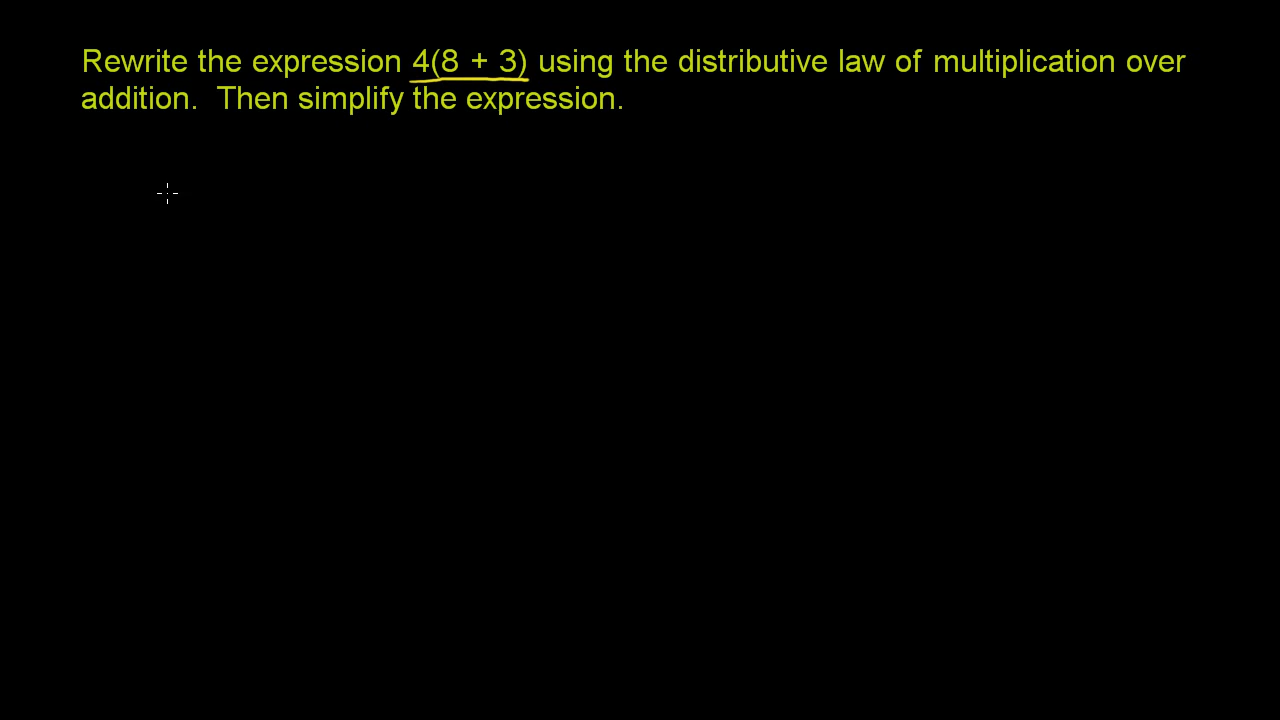 Rewrite the expression 4(8 + 3) using the distributive law of multiplication over
addition.  Then simplify the expression.